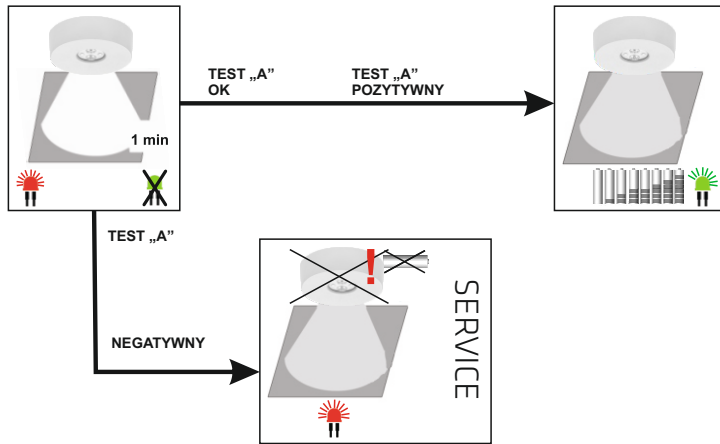 TEST „A” TEST „A”
OK POZYTYWNY
1 min
TEST „A”
NEGATYWNY
!
SERVICE